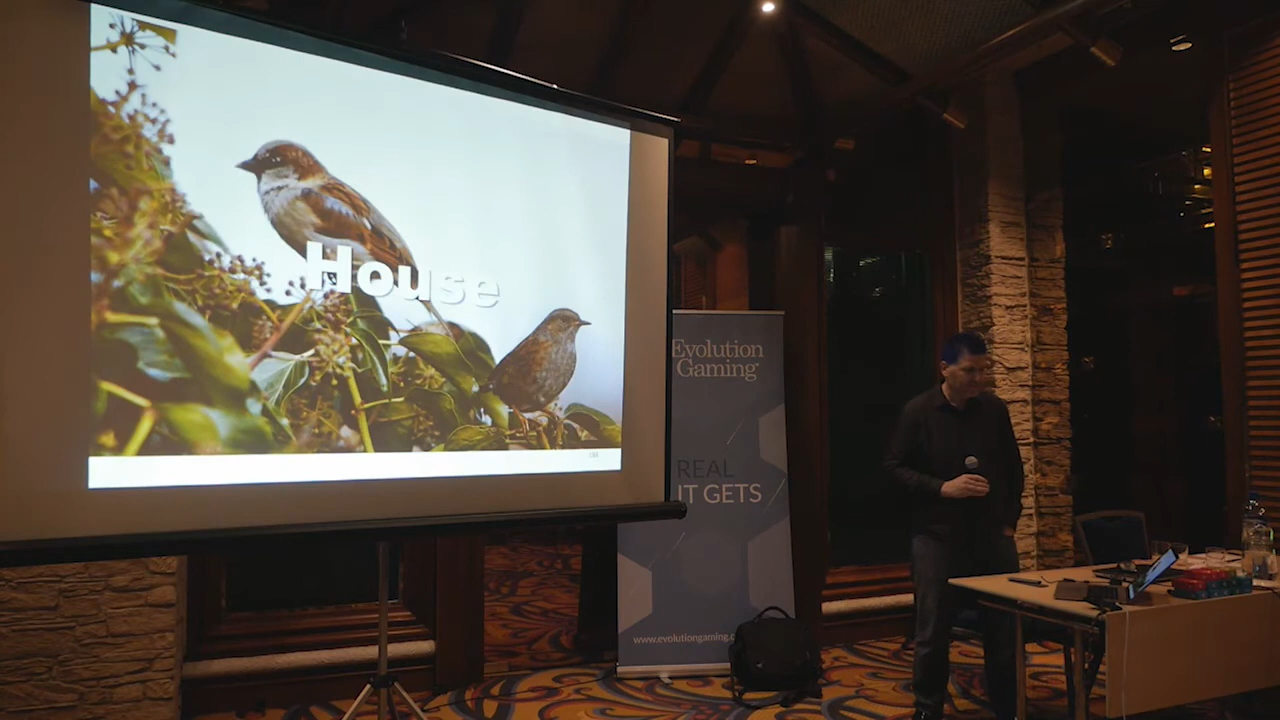 House
Evolution
Gaming
REAL
IT GETS
www.evolutiongaming.c